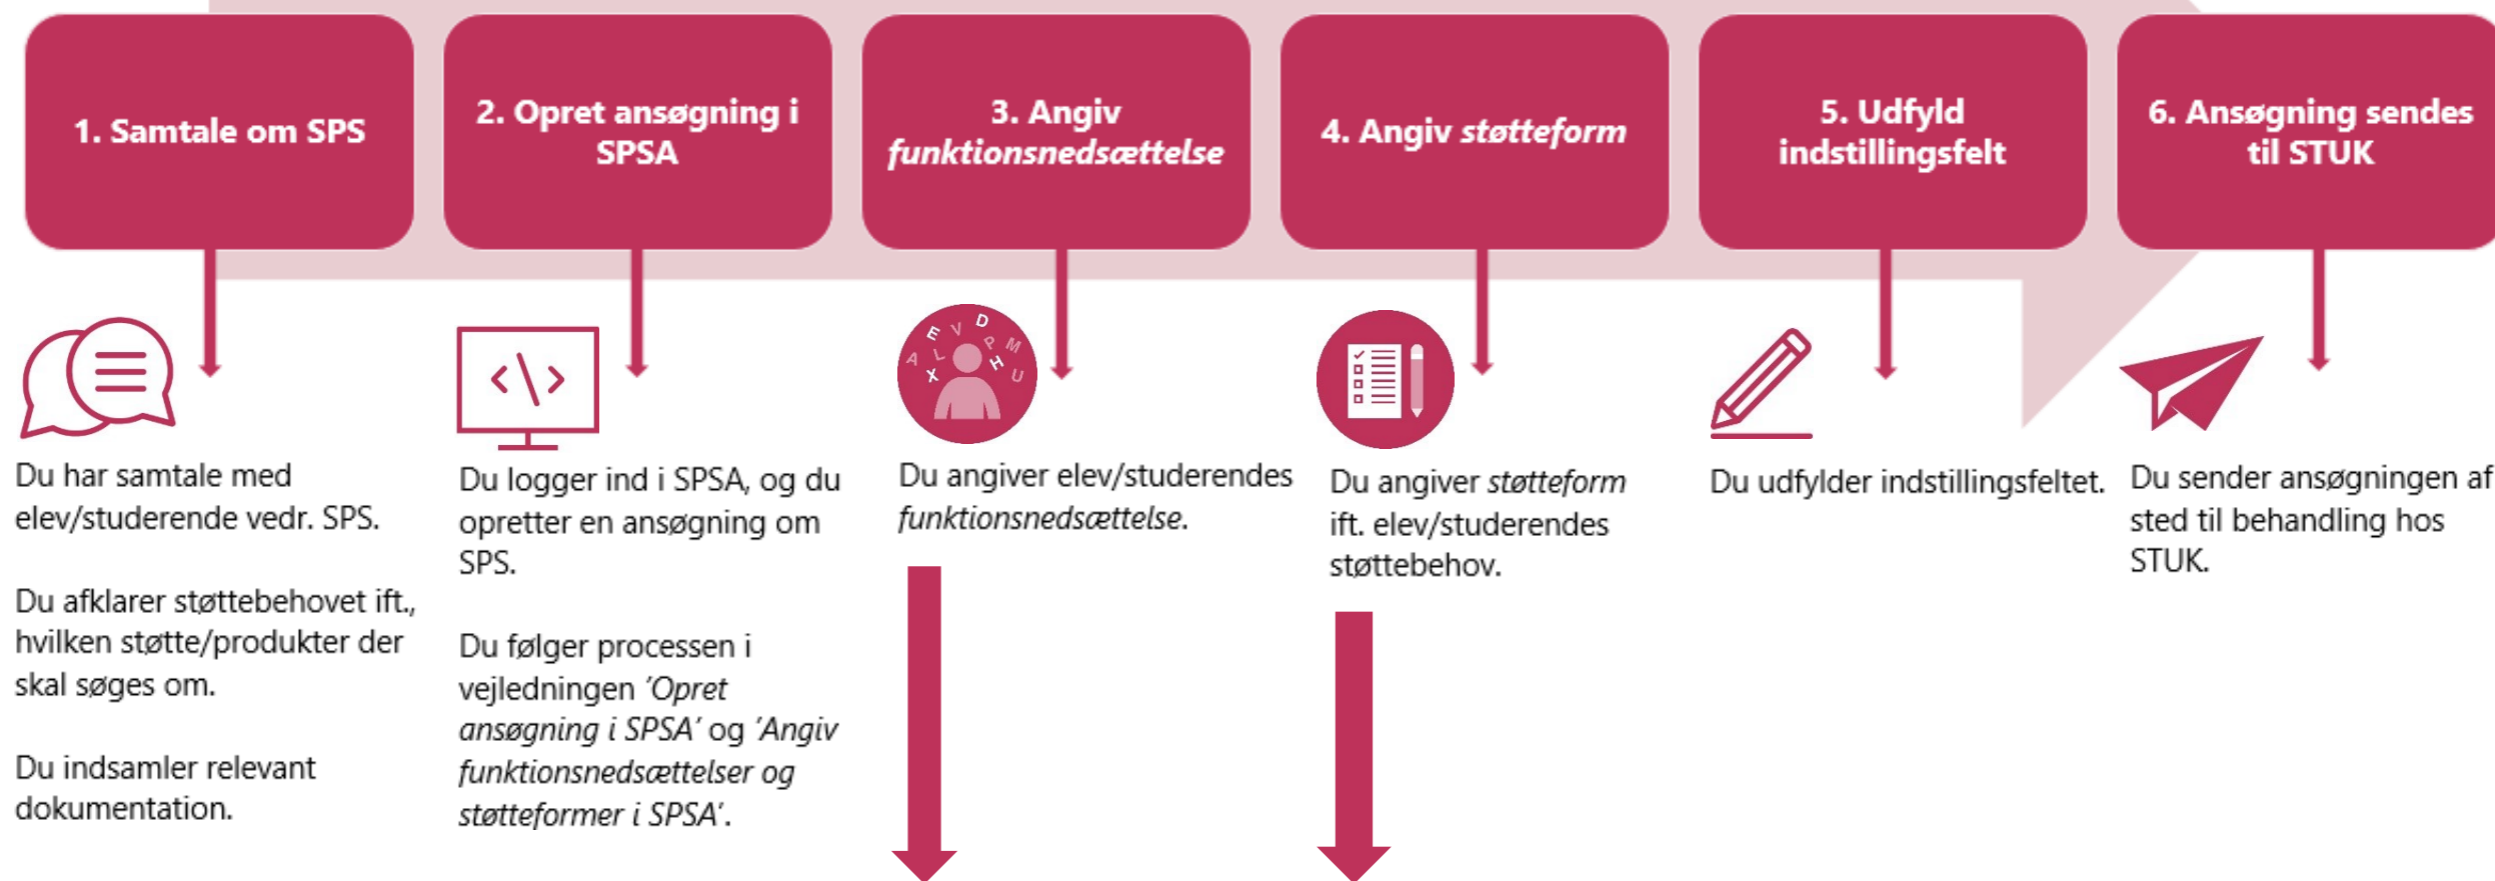 1. Samtale om SPS
2. Opret ansøgning i
SPSA
3. Angiv
funktionsnedsættelse
4. Angiv støtteform
5. Udfyld
indstillingsfelt
6. Ansøgning sendes
til STUK
Du har samtale med
elev/studerende vedr. SPS.
Du afklarer støttebehovet ift.,
hvilken støtte/produkter der
skal søges om.
Du indsamler relevant
dokumentation.
Du logger ind i SPSA, og du
opretter en ansøgning om
SPS.
Du følger processen i
vejledningen ’Opret
ansøgning i SPSA’ og ’Angiv
funktionsnedsættelser og
støtteformer i SPSA’.
A L E V D P M X H U
Du angiver elev/studerendes
funktionsnedsættelse.
Du angiver støtteform
ift. elev/studerendes
støttebehov.
Du udfylder indstillingsfeltet.
Du sender ansøgningen af
sted til behandling hos
STUK.